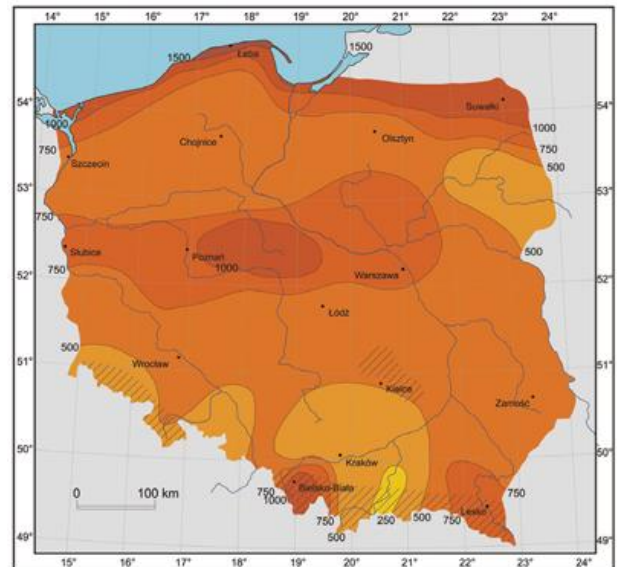 14° 15° 16° 17° 18° 19° 20° 21° 22° 23° 24°
1500
Łeba
1500
54°
54°
Suwałki
1000
1000
Chojnice
Olsztyn
750
750
500
Szczecin
53°
53°
750
500
Słubice
Poznań
750
1000
Warszawa
52°
52°
Łódź
500
51°
51°
Wrocław
Kielce
Zamość
50°
50°
Kraków
0 100 km
750
Bielsko-Biała
750
1000
Lesko
750
250
500
750
500
49°
49°
15° 16° 17° 18° 19° 20° 21° 22° 23° 24°